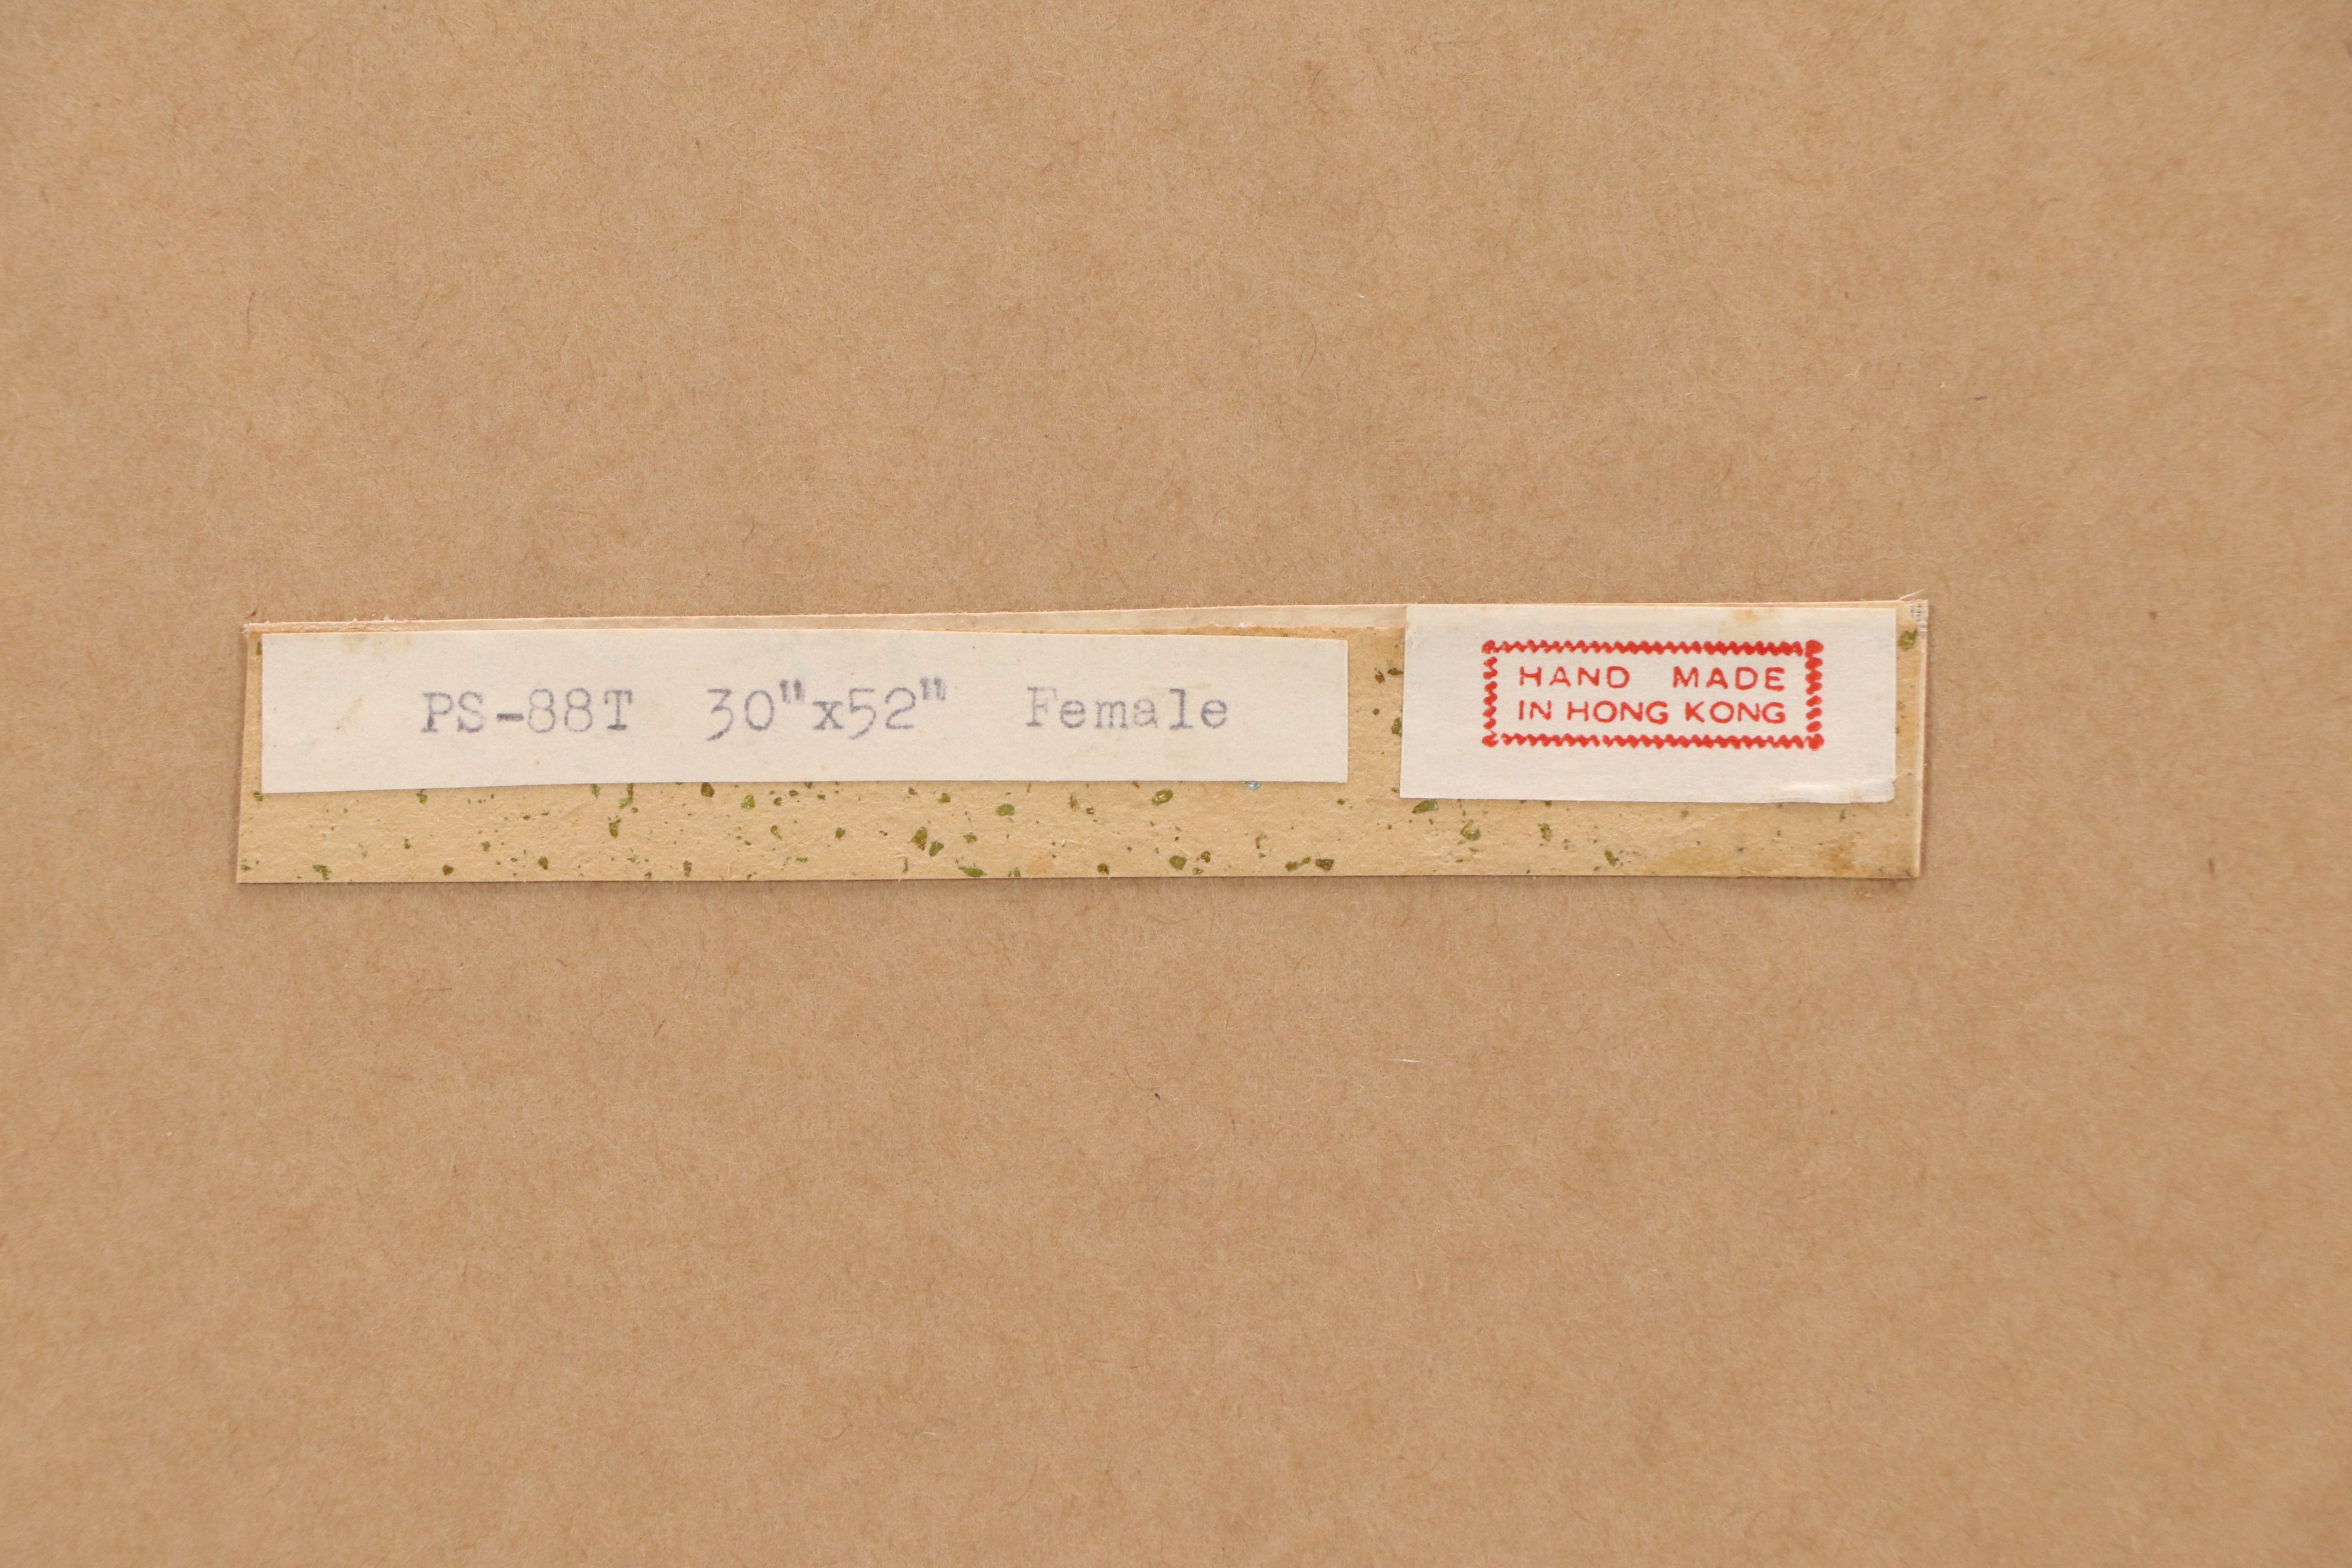 PS-88T 30"x52" Female
HAND MADE
IN HONG KONG